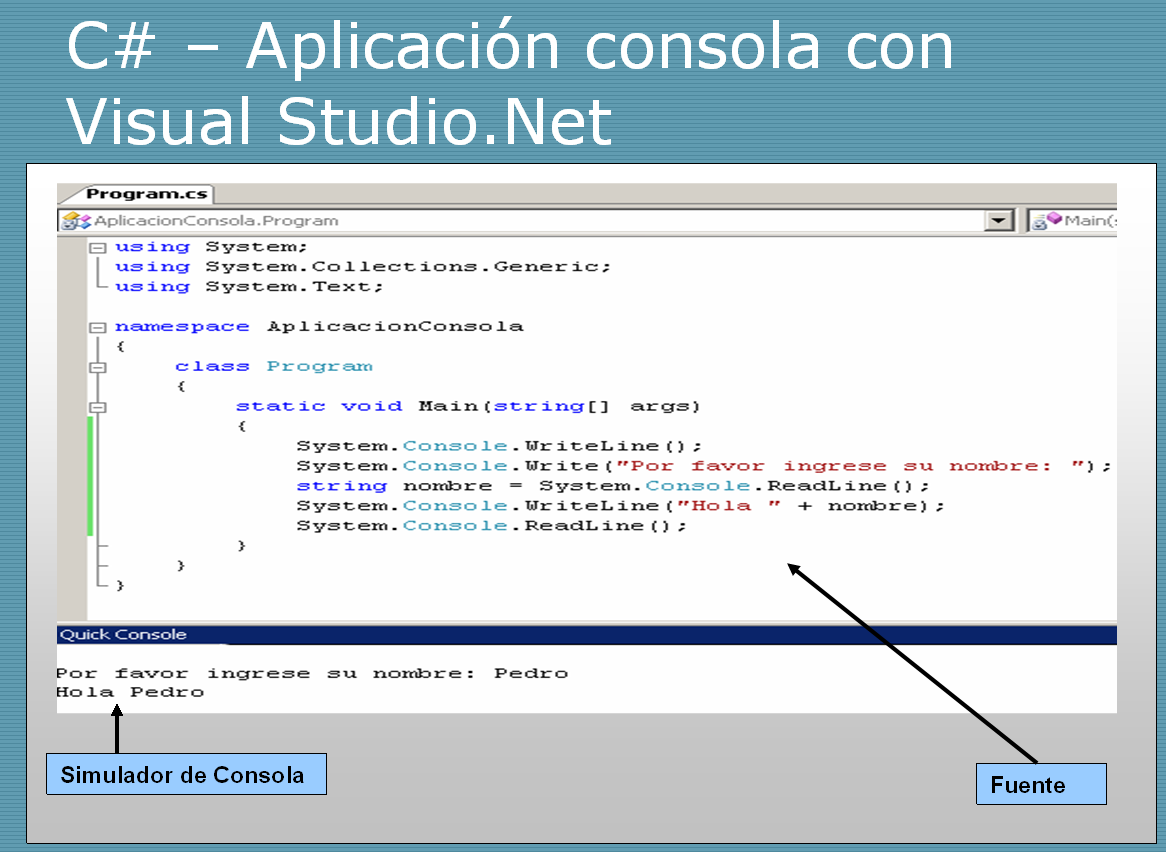 C# – Aplicación consola con
Visual Studio.Net
Program.cs
AplicacionConsola.Program
Main(
using System;
using System.Collections.Generic;
using System.Text;
namespace AplicacionConsola
{
class Program
{
static void Main(string[] args)
{
System.Console.WriteLine();
System.Console.Write("Por favor ingrese su nombre: ");
string nombre = System.Console.ReadLine();
System.Console.WriteLine("Hola " + nombre);
System.Console.ReadLine();
}
}
}
Quick Console
Por favor ingrese su nombre: Pedro
Hola Pedro
Simulador de Consola
Fuente